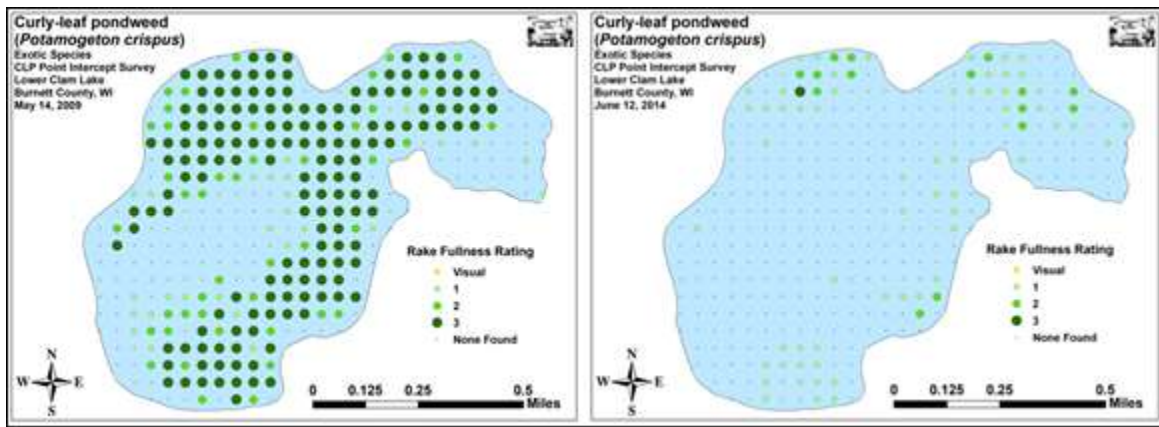 Curly-leaf pondweed
(Potamogeton crispus)
Exotic Species
CLP Point Intercept Survey
Lower Clam Lake
Burnett County, WI
May 14, 2009
Rake Fullness Rating
Visual
1
2
3
None Found
N
W E
S
0 0.125 0.25 0.5
Miles
Curly-leaf pondweed
(Potamogeton crispus)
Exotic Species
CLP Point Intercept Survey
Lower Clam Lake
Burnett County, WI
June 12, 2014
Rake Fullness Rating
Visual
1
2
3
None Found
N
W E
S
0 0.125 0.25 0.5
Miles